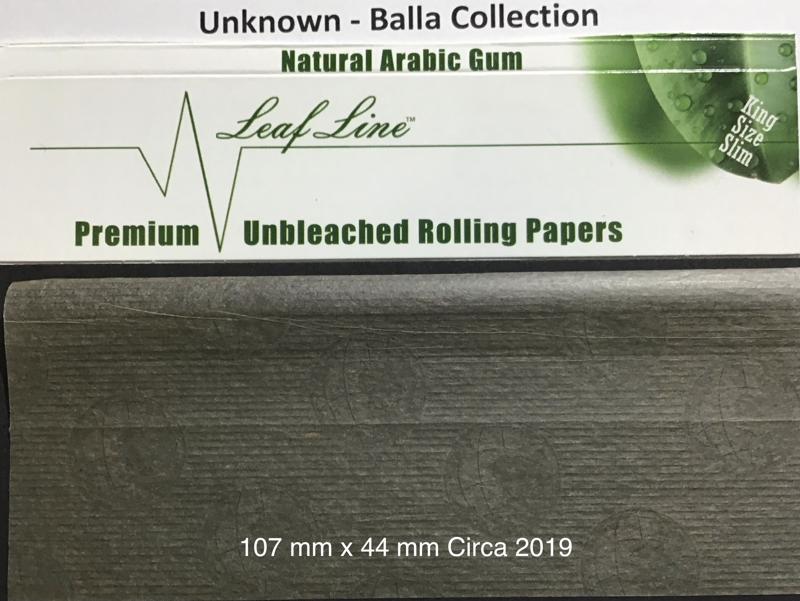 Unknown - Balla Collection
Natural Arabic Gum
Leaf Line™
King
Size
Slim
Premium Unbleached Rolling Papers
107 mm x 44 mm Circa 2019